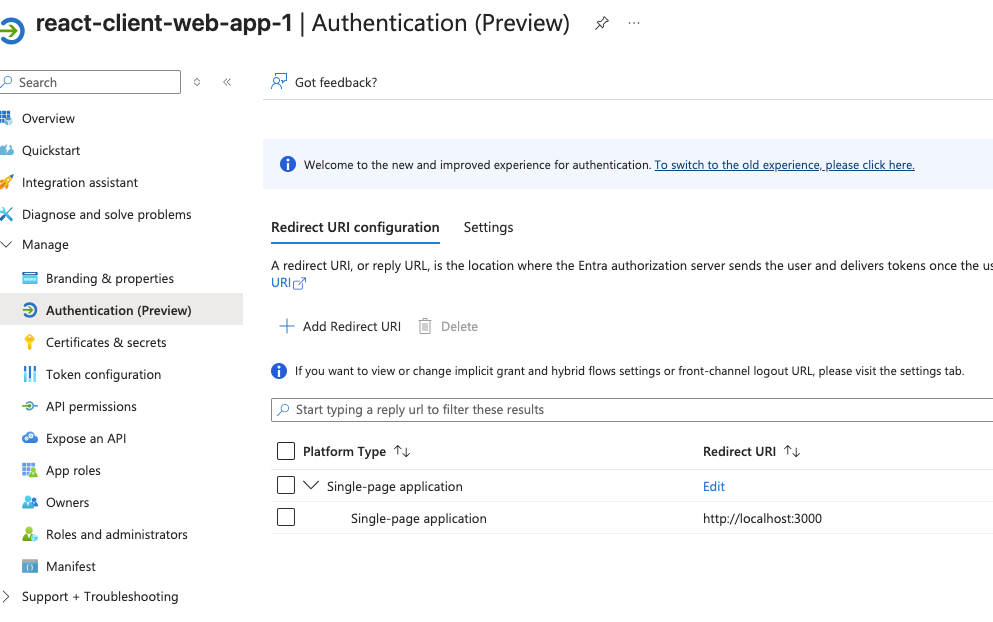 react-client-web-app-1 | Authentication (Preview)
Search
Got feedback?
Overview
Quickstart
Integration assistant
Diagnose and solve problems
Manage
Branding & properties
Authentication (Preview)
Certificates & secrets
Token configuration
API permissions
Expose an API
App roles
Owners
Roles and administrators
Manifest
Support + Troubleshooting
Welcome to the new and improved experience for authentication. To switch to the old experience, please click here.
Redirect URI configuration Settings
A redirect URI, or reply URL, is the location where the Entra authorization server sends the user and delivers tokens once the us
URI
Add Redirect URI Delete
If you want to view or change implicit grant and hybrid flows settings or front-channel logout URL, please visit the settings tab.
Start typing a reply url to filter these results
Platform Type Redirect URI
Single-page application Edit
Single-page application http://localhost:3000